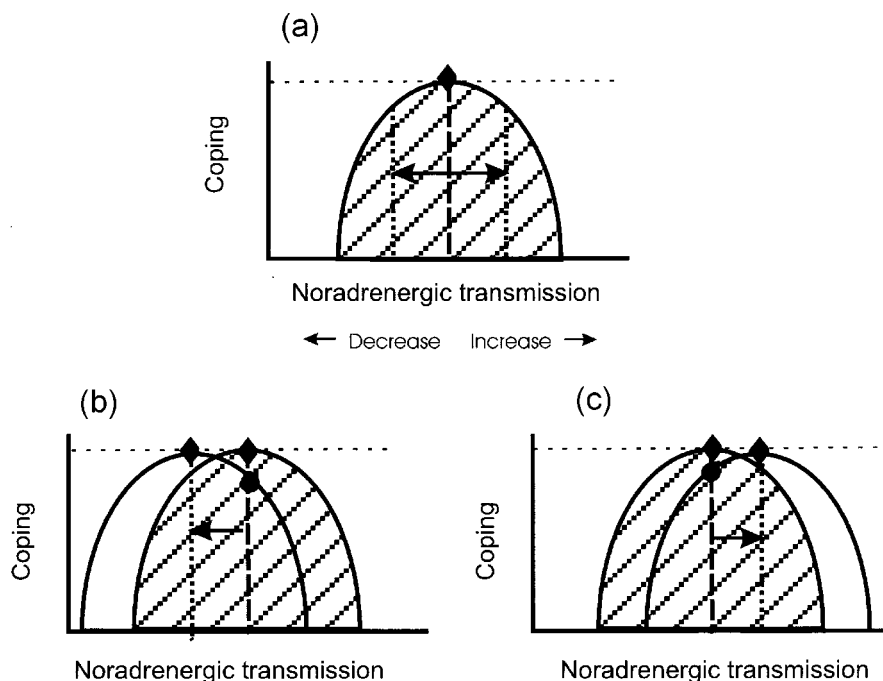 (a)
Coping
Noradrenergic transmission
Decrease Increase
(b)
Coping
Noradrenergic transmission
(c)
Coping
Noradrenergic transmission